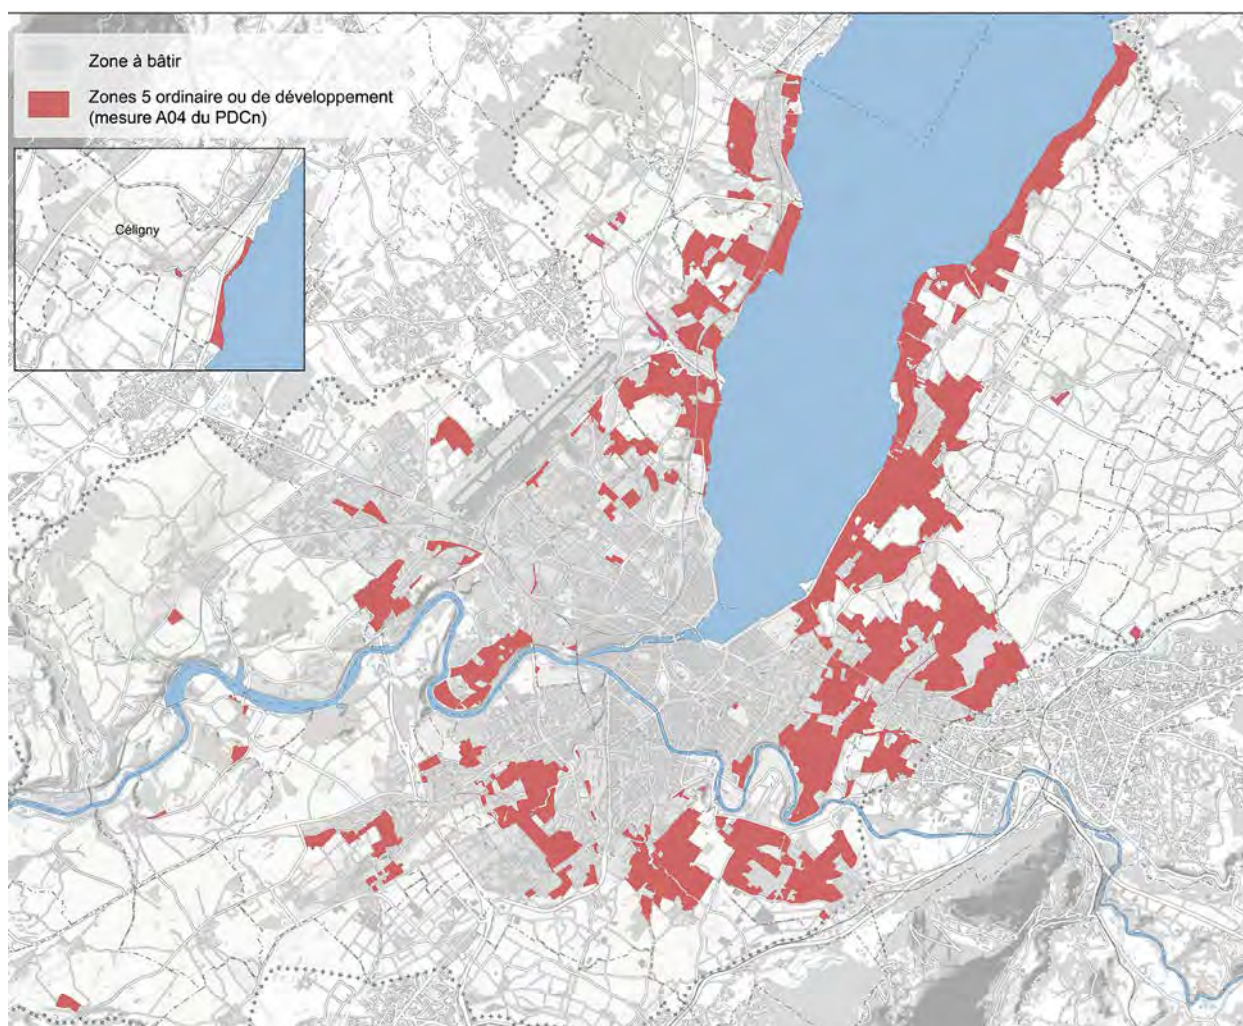 Zone à bâtir
Zones 5 ordinaire ou de développement
(mesure A04 du PDCn)
Céligny